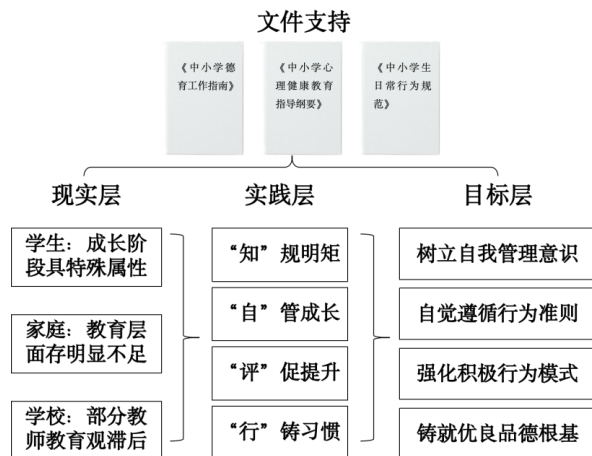 文件支持
《中小学德
育工作指南》
《中小学心
理健康教育
指导纲要》
《中小学生
日常行为规
范》
现实层
实践层
目标层
学生：成长阶
段具特殊属性
家庭：教育层
面存明显不足
学校：部分教
师教育观滞后
“知”规明矩
“自”管成长
“评”促提升
“行”铸习惯
树立自我管理意识
自觉遵循行为准则
强化积极行为模式
铸就优良品德根基